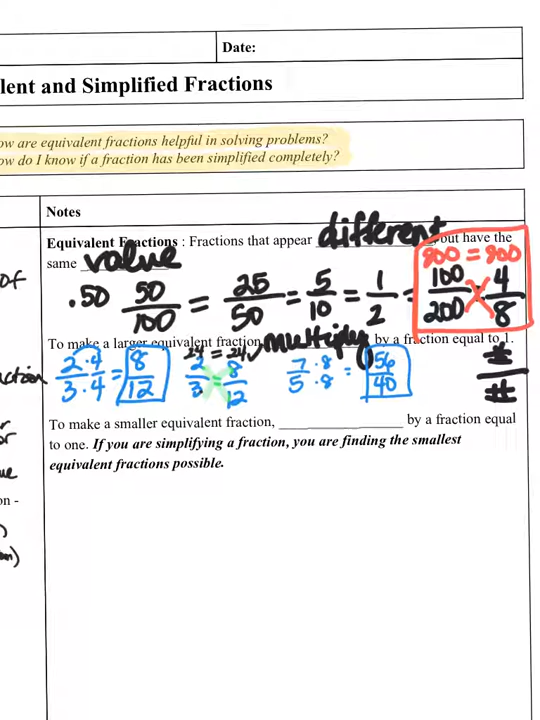 Date:
lent and Simplified Fractions
ow are equivalent fractions helpful in solving problems?
ow do I know if a fraction has been simplified completely?
Notes
Equivalent Fractions : Fractions that appear different, but have the
same value
800 = 800
.50 50/100 = 25/50 = 5/10 = 1/2 = 100/200 = 4/8
To make a larger equivalent fraction, multiply by a fraction equal to 1.
24 = 24 ✓
2·4/3·4 = 8/12 2/3 = 8/12 7·8/5·8 = 56/40 #/#
To make a smaller equivalent fraction, ____________________ by a fraction equal
to one. If you are simplifying a fraction, you are finding the smallest
equivalent fractions possible.
of
on -